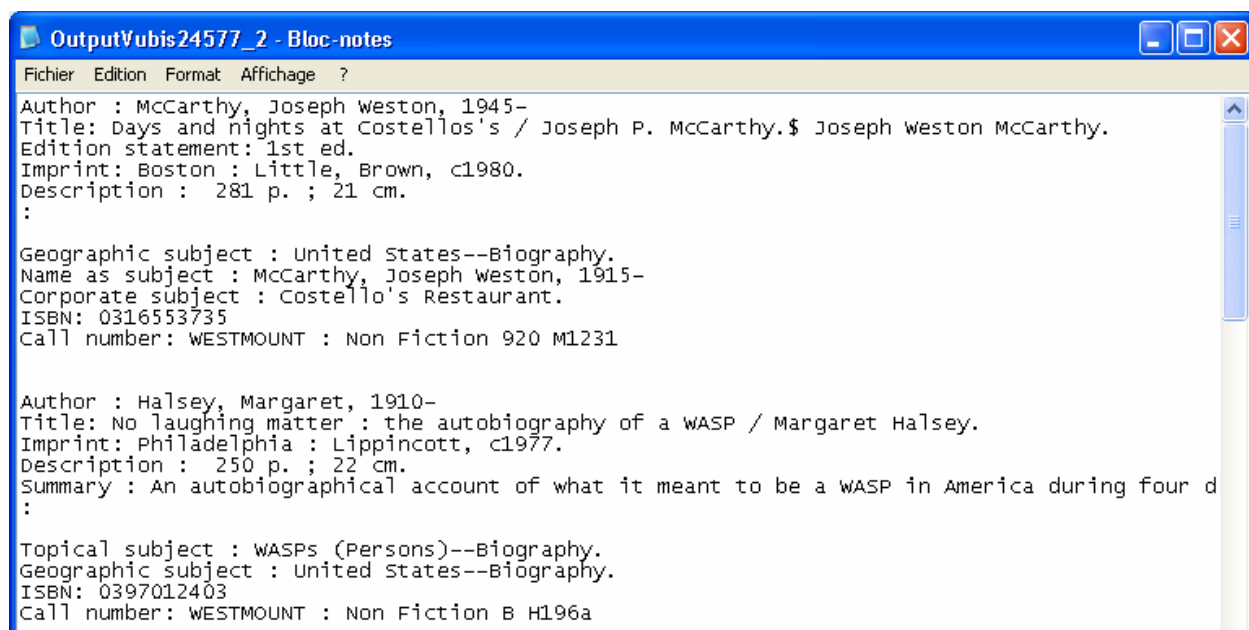 OutputVubis24577_2 - Bloc-notes
Fichier Edition Format Affichage ?
Author : McCarthy, Joseph Weston, 1945-
Title: Days and nights at Costellos's / Joseph P. McCarthy.$ Joseph Weston McCarthy.
Edition statement: 1st ed.
Imprint: Boston : Little, Brown, c1980.
Description :  281 p. ; 21 cm.
:
Geographic subject : United States--Biography.
Name as subject : McCarthy, Joseph Weston, 1915-
Corporate subject : Costello's Restaurant.
ISBN: 0316553735
Call number: WESTMOUNT : Non Fiction 920 M1231
Author : Halsey, Margaret, 1910-
Title: No laughing matter : the autobiography of a WASP / Margaret Halsey.
Imprint: Philadelphia : Lippincott, c1977.
Description :  250 p. ; 22 cm.
Summary : An autobiographical account of what it meant to be a WASP in America during four d
:
Topical subject : WASPs (Persons)--Biography.
Geographic subject : United States--Biography.
ISBN: 0397012403
Call number: WESTMOUNT : Non Fiction B H196a